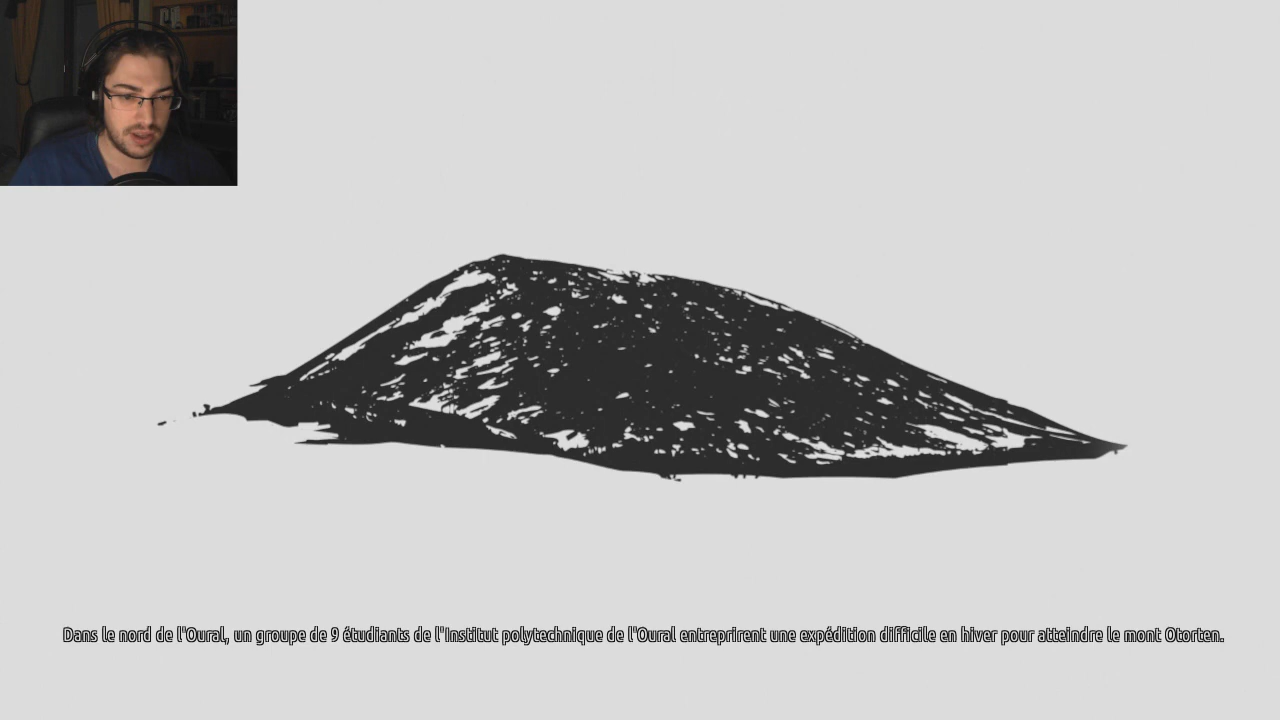 Dans le nord de l'Oural, un groupe de 9 étudiants de l'Institut polytechnique de l'Oural entreprirent une expédition difficile en hiver pour atteindre le mont Otorten.